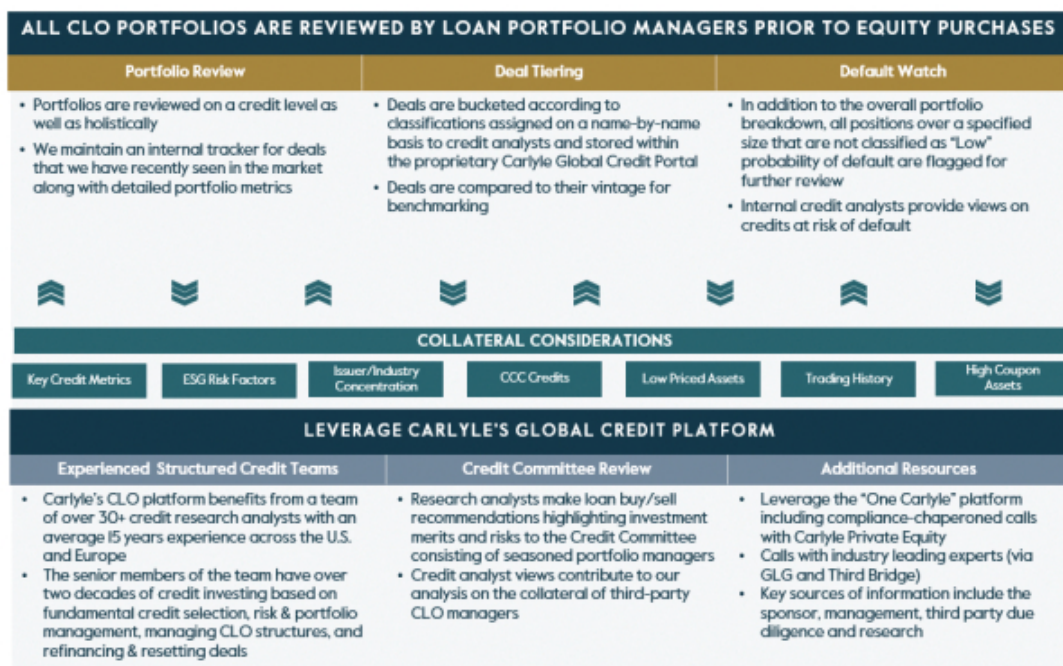 ALL CLO PORTFOLIOS ARE REVIEWED BY LOAN PORTFOLIO MANAGERS PRIOR TO EQUITY PURCHASES
Portfolio Review
• Portfolios are reviewed on a credit level as
well as holistically
• We maintain an internal tracker for deals
that we have recently seen in the market
along with detailed portfolio metrics
Deal Tiering
• Deals are bucketed according to
classifications assigned on a name-by-name
basis to credit analysts and stored within
the proprietary Carlyle Global Credit Portal
• Deals are compared to their vintage for
benchmarking
Default Watch
• In addition to the overall portfolio
breakdown, all positions over a specified
size that are not classified as "Low"
probability of default are flagged for
further review
• Internal credit analysts provide views on
credits at risk of default
COLLATERAL CONSIDERATIONS
Key Credit Metrics
ESG Risk Factors
Issuer/Industry
Concentration
CCC Credits
Low Priced Assets
Trading History
High Coupon
Assets
LEVERAGE CARLYLE'S GLOBAL CREDIT PLATFORM
Experienced Structured Credit Teams
• Carlyle's CLO platform benefits from a team
of over 30+ credit research analysts with an
average 15 years experience across the U.S.
and Europe
• The senior members of the team have over
two decades of credit investing based on
fundamental credit selection, risk & portfolio
management, managing CLO structures, and
refinancing & resetting deals
Credit Committee Review
• Research analysts make loan buy/sell
recommendations highlighting investment
merits and risks to the Credit Committee
consisting of seasoned portfolio managers
• Credit analyst views contribute to our
analysis on the collateral of third-party
CLO managers
Additional Resources
• Leverage the "One Carlyle" platform
including compliance-chaperoned calls
with Carlyle Private Equity
• Calls with industry leading experts (via
GLG and Third Bridge)
• Key sources of information include the
sponsor, management, third party due
diligence and research